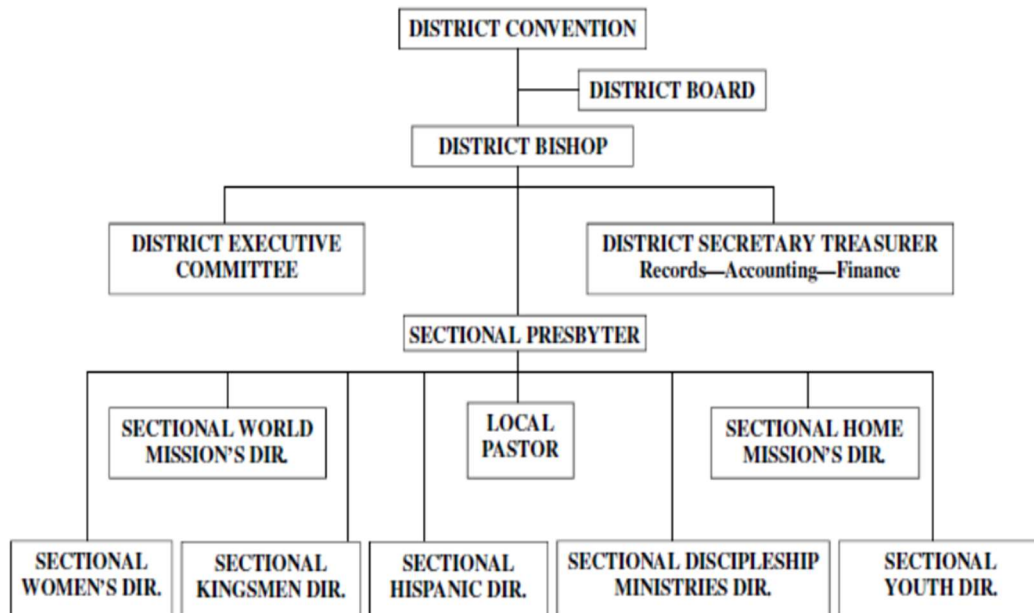 DISTRICT CONVENTION
DISTRICT BOARD
DISTRICT BISHOP
DISTRICT EXECUTIVE
COMMITTEE
DISTRICT SECRETARY TREASURER
Records—Accounting—Finance
SECTIONAL PRESBYTER
SECTIONAL WORLD
MISSION'S DIR.
LOCAL
PASTOR
SECTIONAL HOME
MISSION'S DIR.
SECTIONAL
WOMEN'S DIR.
SECTIONAL
KINGSMEN DIR.
SECTIONAL
HISPANIC DIR.
SECTIONAL DISCIPLESHIP
MINISTRIES DIR.
SECTIONAL
YOUTH DIR.